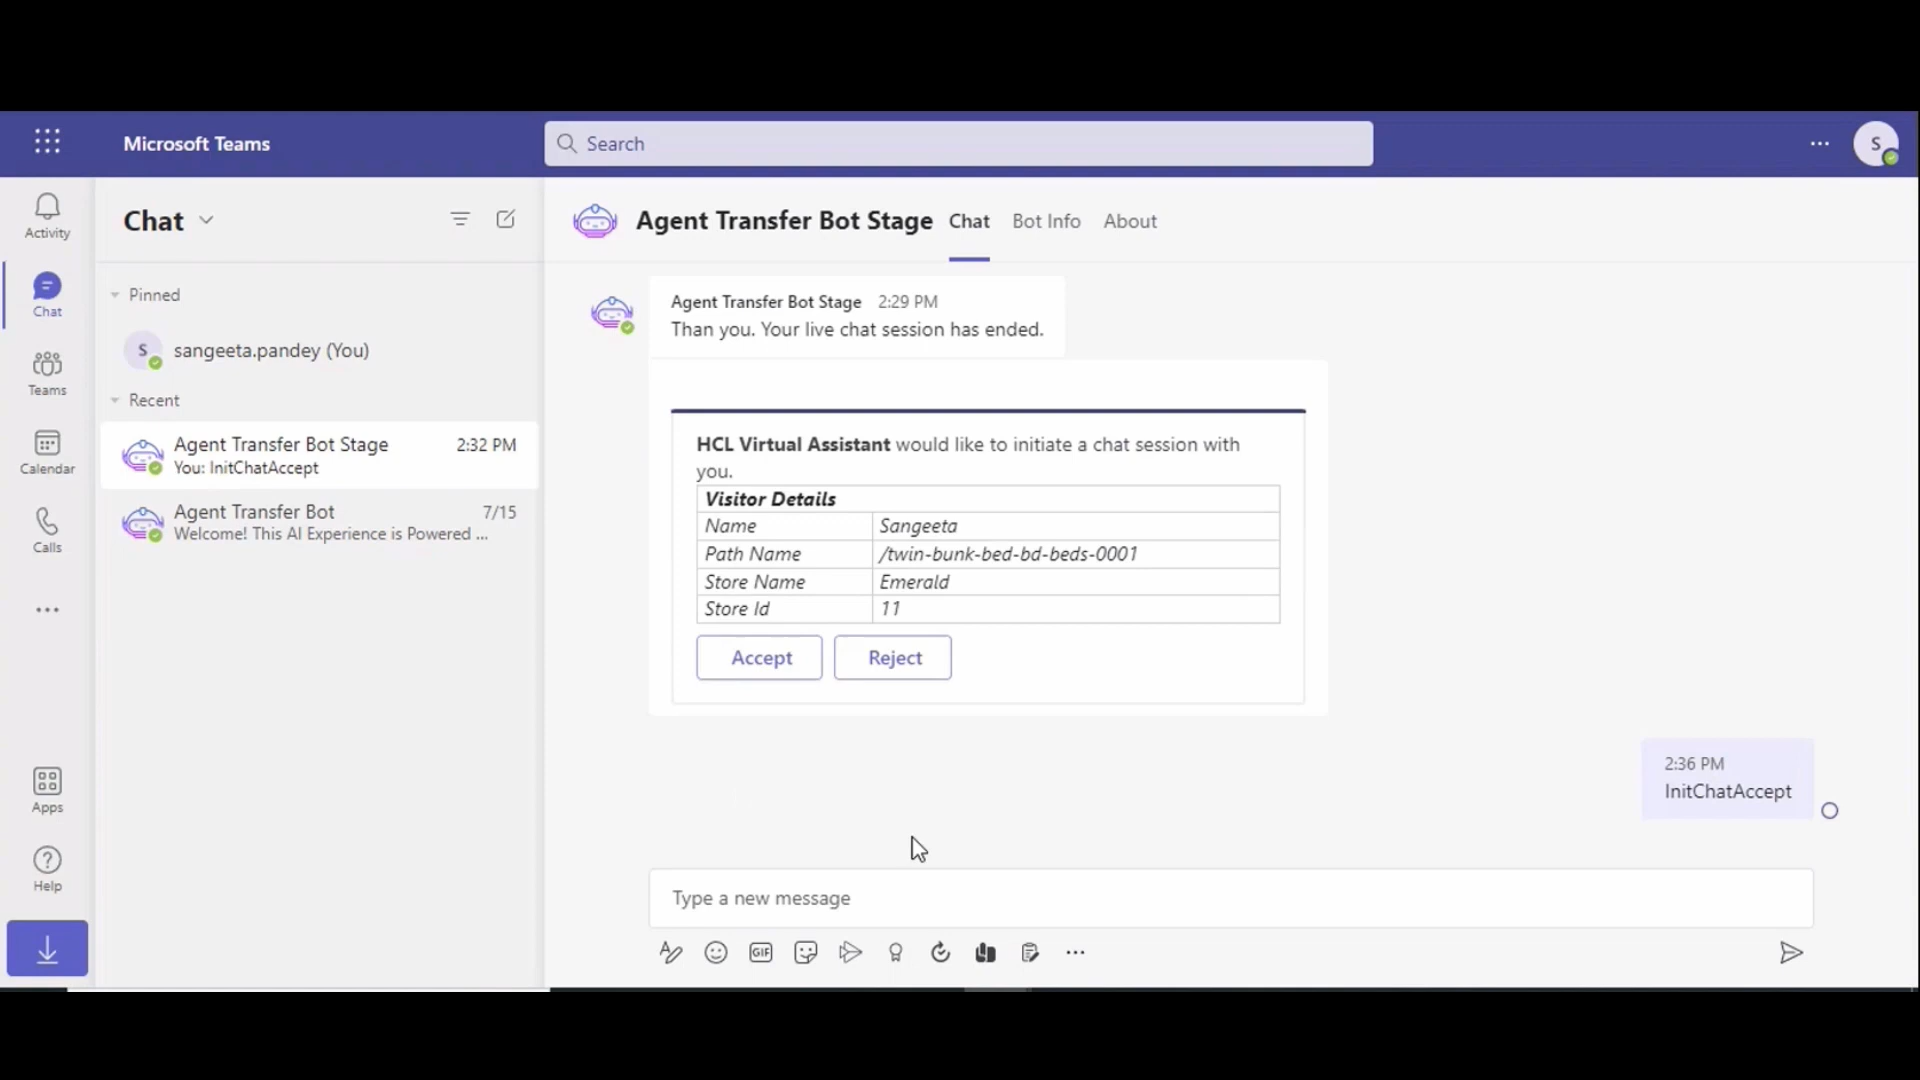 Microsoft Teams
Search
S
Activity
Chat
Teams
Calendar
Calls
Apps
Help
Chat
Pinned
S
sangeeta.pandey (You)
Recent
Agent Transfer Bot Stage 2:32 PM
You: InitChatAccept
Agent Transfer Bot 7/15
Welcome! This AI Experience is Powered ...
Agent Transfer Bot Stage Chat Bot Info About
Agent Transfer Bot Stage 2:29 PM
Than you. Your live chat session has ended.
HCL Virtual Assistant would like to initiate a chat session with
you.
Visitor Details
Name Sangeeta
Path Name /twin-bunk-bed-bd-beds-0001
Store Name Emerald
Store Id 11
Accept Reject
2:36 PM
InitChatAccept
Type a new message
GIF